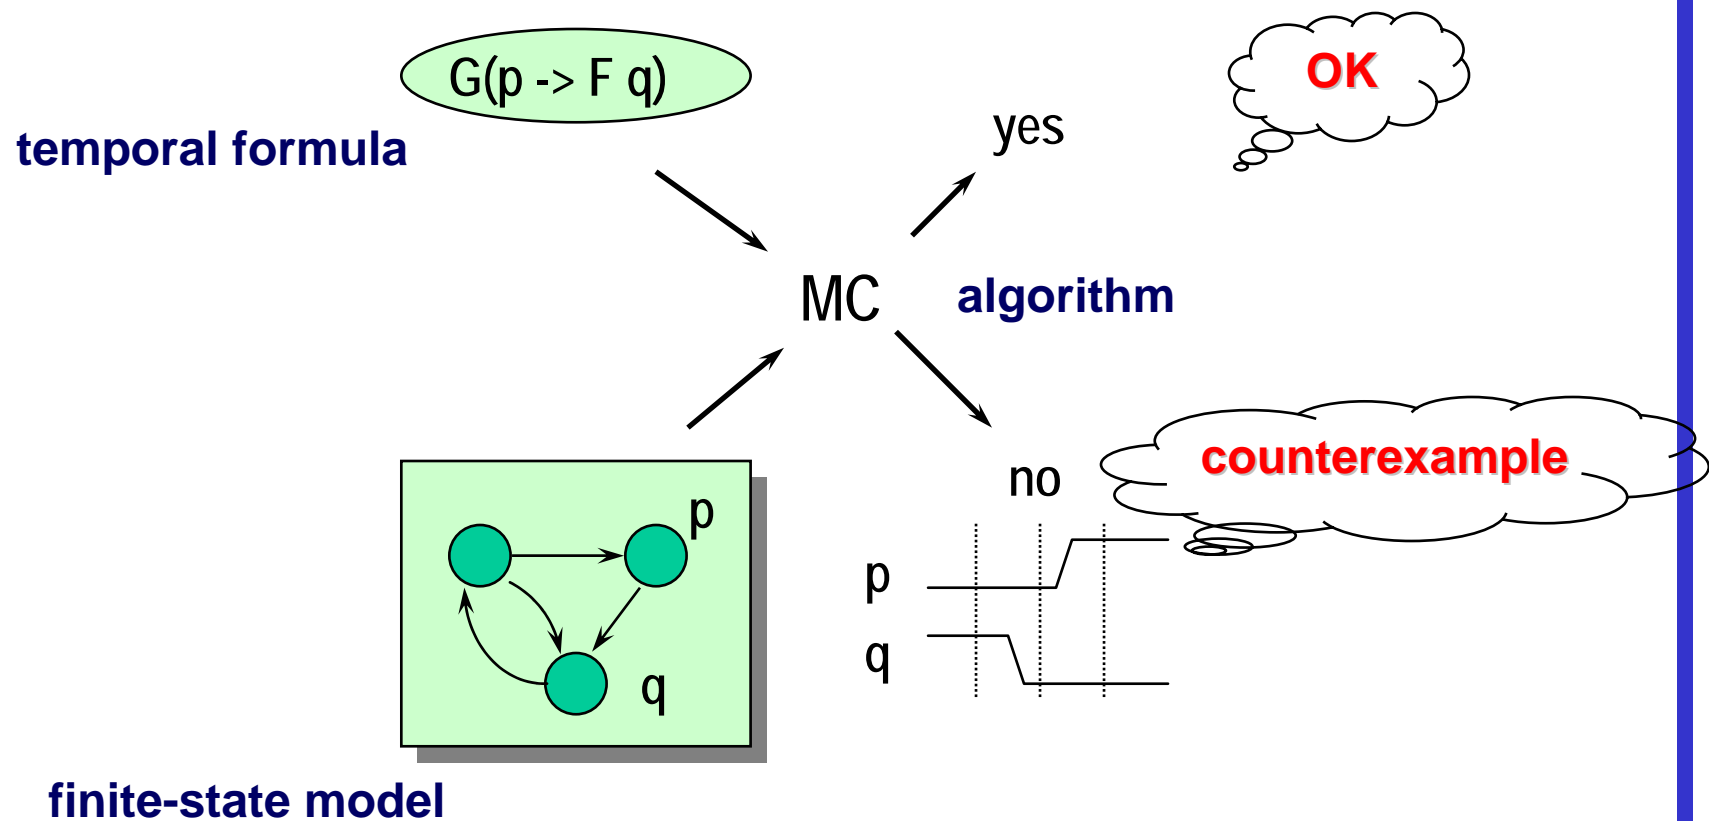 G(p -> F q)
OK
yes
temporal formula
MC
algorithm
counterexample
no
p
p
q
q
finite-state model